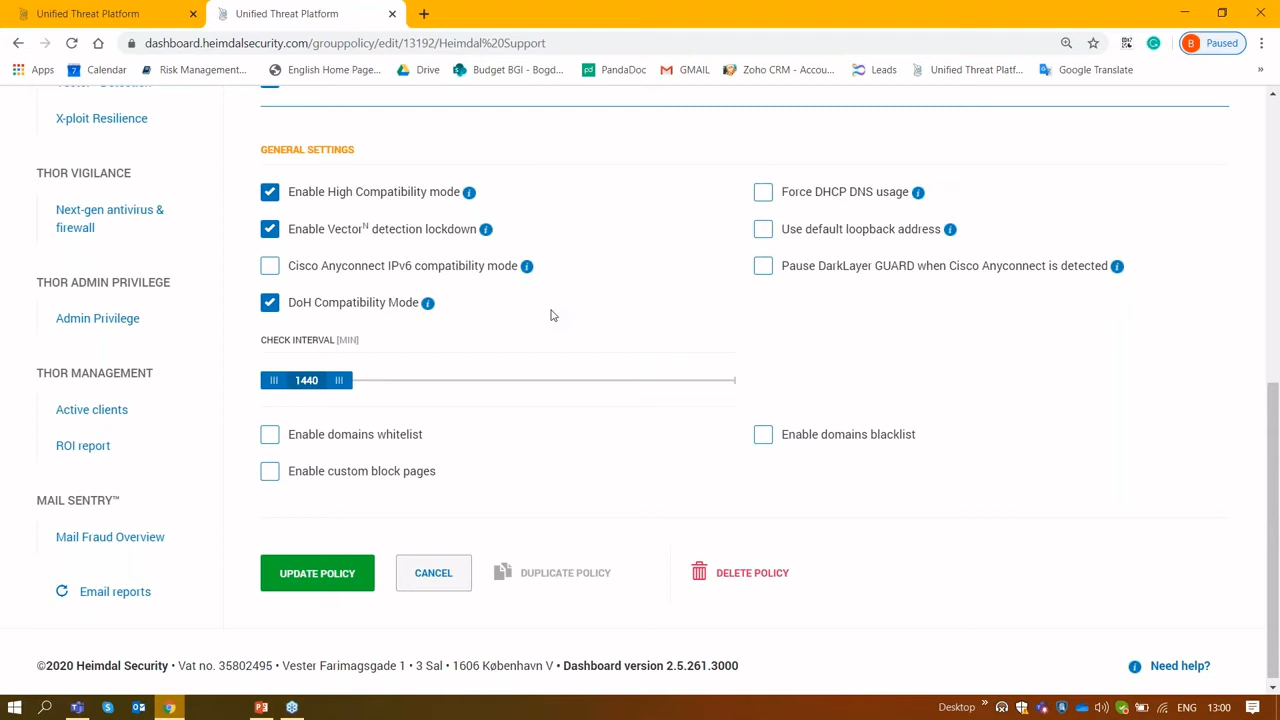 Unified Threat Platform
Unified Threat Platform
dashboard.heimdalsecurity.com/grouppolicy/edit/13192/Heimdal%20Support
B Paused
Apps
7 Calendar
Risk Management...
English Home Page...
Drive
Budget BGI - Bogd...
pd PandaDoc
GMAIL
Zoho CRM - Accou...
Leads
Unified Threat Platf...
Google Translate
»
X-ploit Resilience
THOR VIGILANCE
Next-gen antivirus &
firewall
THOR ADMIN PRIVILEGE
Admin Privilege
THOR MANAGEMENT
Active clients
ROI report
MAIL SENTRY™
Mail Fraud Overview
Email reports
GENERAL SETTINGS
Enable High Compatibility mode
Force DHCP DNS usage
Enable Vectorᴺ detection lockdown
Use default loopback address
Cisco Anyconnect IPv6 compatibility mode
Pause DarkLayer GUARD when Cisco Anyconnect is detected
DoH Compatibility Mode
CHECK INTERVAL [MIN]
1440
Enable domains whitelist
Enable domains blacklist
Enable custom block pages
UPDATE POLICY
CANCEL
DUPLICATE POLICY
DELETE POLICY
©2020 Heimdal Security • Vat no. 35802495 • Vester Farimagsgade 1 • 3 Sal • 1606 København V • Dashboard version 2.5.261.3000
Need help?
Desktop »
ENG
13:00